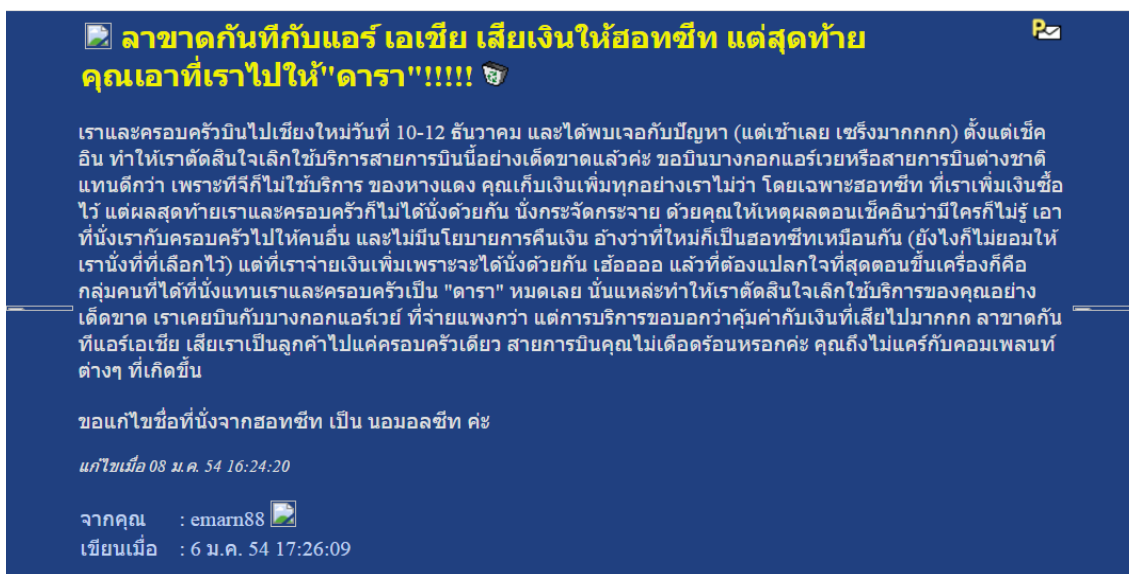 ลาขาดกันทีกับแอร์ เอเชีย เสียเงินให้ฮอทซีท แต่สุดท้าย
คุณเอาที่เราไปให้"ดารา"!!!!!
เราและครอบครัวบินไปเชียงใหม่วันที่ 10-12 ธันวาคม และได้พบเจอกับปัญหา (แต่เช้าเลย เซร็งมากกกก) ตั้งแต่เช็ค
อิน ทำให้เราตัดสินใจเลิกใช้บริการสายการบินนี้อย่างเด็ดขาดแล้วค่ะ ขอบินบางกอกแอร์เวยหรือสายการบินต่างชาติ
แทนดีกว่า เพราะทีจีก็ไม่ใช้บริการ ของหางแดง คุณเก็บเงินเพิ่มทุกอย่างเราไม่ว่า โดยเฉพาะฮอทซีท ที่เราเพิ่มเงินซื้อ
ไว้ แต่ผลสุดท้ายเราและครอบครัวก็ไม่ได้นั่งด้วยกัน นั่งกระจัดกระจาย ด้วยคุณให้เหตุผลตอนเช็คอินว่ามีใครก็ไม่รู้ เอา
ที่นั่งเรากับครอบครัวไปให้คนอื่น และไม่มีนโยบายการคืนเงิน อ้างว่าที่ใหม่ก็เป็นฮอทซีทเหมือนกัน (ยังไงก็ไม่ยอมให้
เรานั่งที่ที่เลือกไว้) แต่ที่เราจ่ายเงินเพิ่มเพราะจะได้นั่งด้วยกัน เฮ้ออออ แล้วที่ต้องแปลกใจที่สุดตอนขึ้นเครื่องก็คือ
กลุ่มคนที่ได้ที่นั่งแทนเราและครอบครัวเป็น "ดารา" หมดเลย นั่นแหล่ะทำให้เราตัดสินใจเลิกใช้บริการของคุณอย่าง
เด็ดขาด เราเคยบินกับบางกอกแอร์เวย์ ที่จ่ายแพงกว่า แต่การบริการขอบอกว่าคุ้มค่ากับเงินที่เสียไปมากกก ลาขาดกัน
ทีแอร์เอเชีย เสียเราเป็นลูกค้าไปแค่ครอบครัวเดียว สายการบินคุณไม่เดือดร้อนหรอกค่ะ คุณถึงไม่แคร์กับคอมเพลนท์
ต่างๆ ที่เกิดขึ้น
ขอแก้ไขชื่อที่นั่งจากฮอทซีท เป็น นอมอลซีท ค่ะ
แก้ไขเมื่อ 08 ม.ค. 54 16:24:20
จากคุณ : emarn88
เขียนเมื่อ : 6 ม.ค. 54 17:26:09